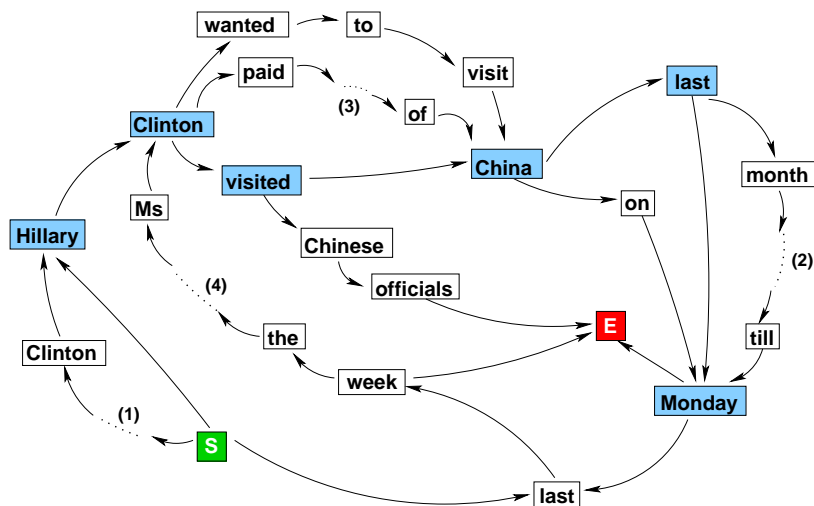 wanted
to
paid
visit
(3)
of
last
Clinton
China
visited
month
Ms
on
Hillary
Chinese
(2)
officials
(4)
the
E
till
Clinton
week
Monday
(1)
S
last